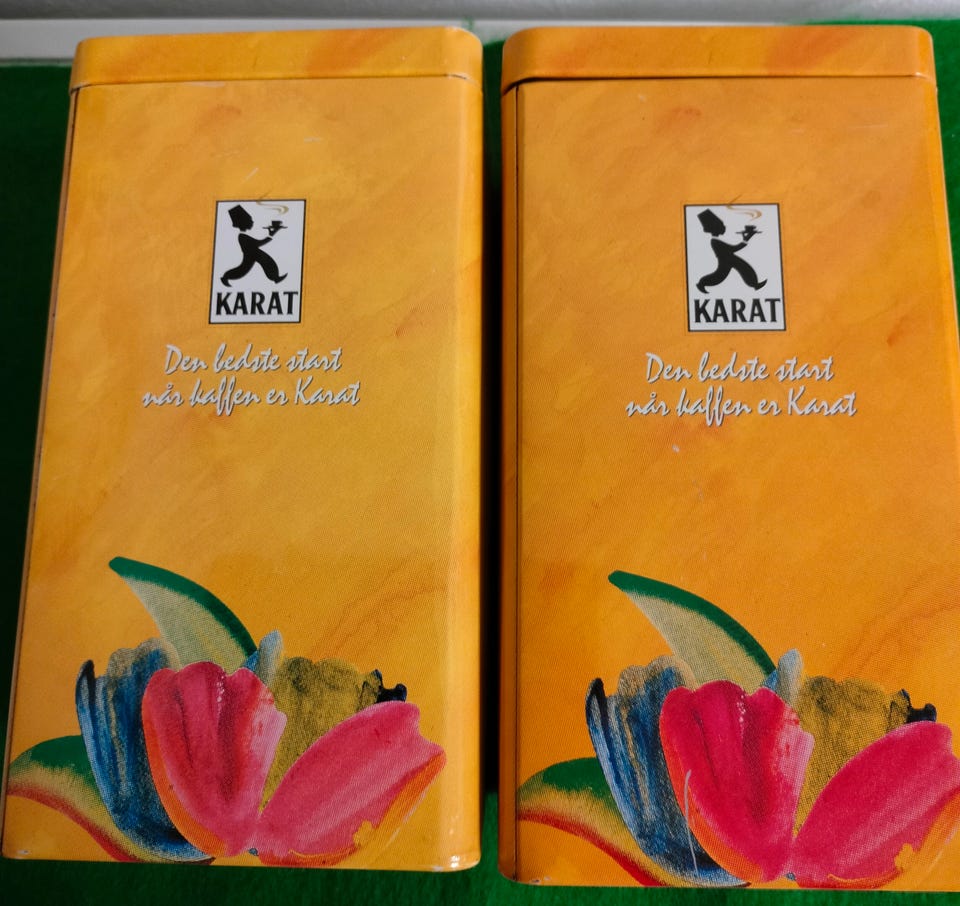 KARAT
Den bedste start
når kaffen er Karat
KARAT
Den bedste start
når kaffen er Karat